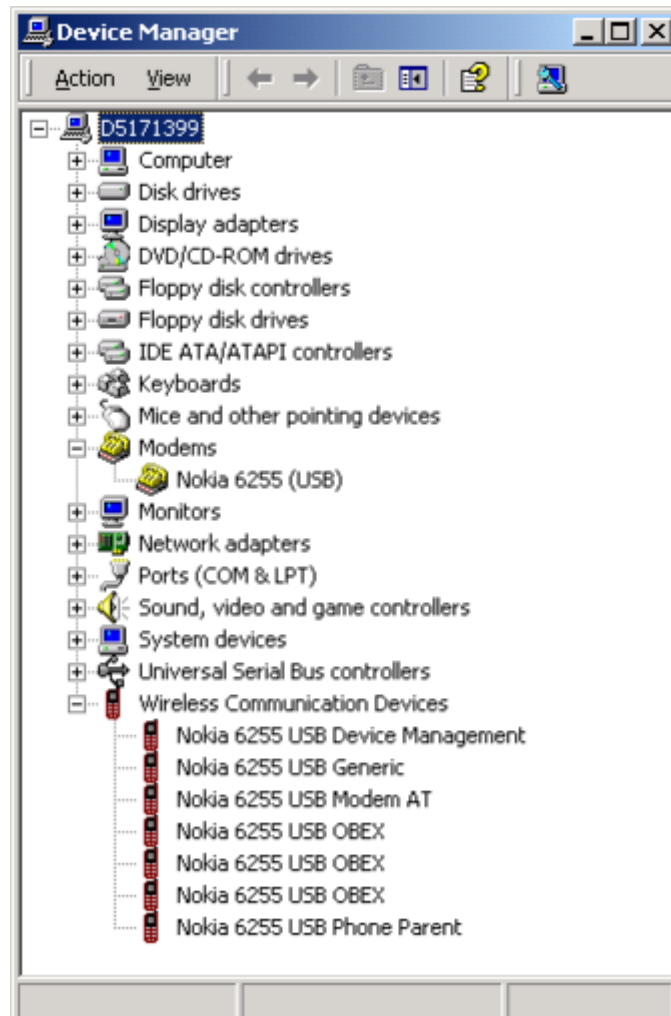 Device Manager
Action View
D5171399
Computer
Disk drives
Display adapters
DVD/CD-ROM drives
Floppy disk controllers
Floppy disk drives
IDE ATA/ATAPI controllers
Keyboards
Mice and other pointing devices
Modems
Nokia 6255 (USB)
Monitors
Network adapters
Ports (COM & LPT)
Sound, video and game controllers
System devices
Universal Serial Bus controllers
Wireless Communication Devices
Nokia 6255 USB Device Management
Nokia 6255 USB Generic
Nokia 6255 USB Modem AT
Nokia 6255 USB OBEX
Nokia 6255 USB OBEX
Nokia 6255 USB OBEX
Nokia 6255 USB Phone Parent